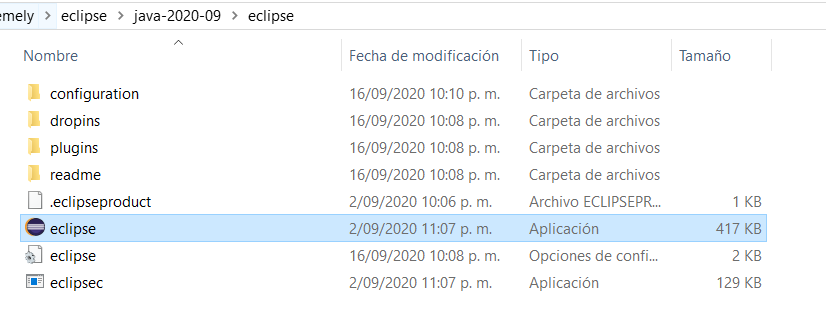 emely > eclipse > java-2020-09 > eclipse
Nombre Fecha de modificación Tipo Tamaño
configuration 16/09/2020 10:10 p. m. Carpeta de archivos
dropins 16/09/2020 10:08 p. m. Carpeta de archivos
plugins 16/09/2020 10:08 p. m. Carpeta de archivos
readme 16/09/2020 10:08 p. m. Carpeta de archivos
.eclipseproduct 2/09/2020 10:06 p. m. Archivo ECLIPSEPR... 1 KB
eclipse 2/09/2020 11:07 p. m. Aplicación 417 KB
eclipse 16/09/2020 10:08 p. m. Opciones de confi... 2 KB
eclipsec 2/09/2020 11:07 p. m. Aplicación 129 KB